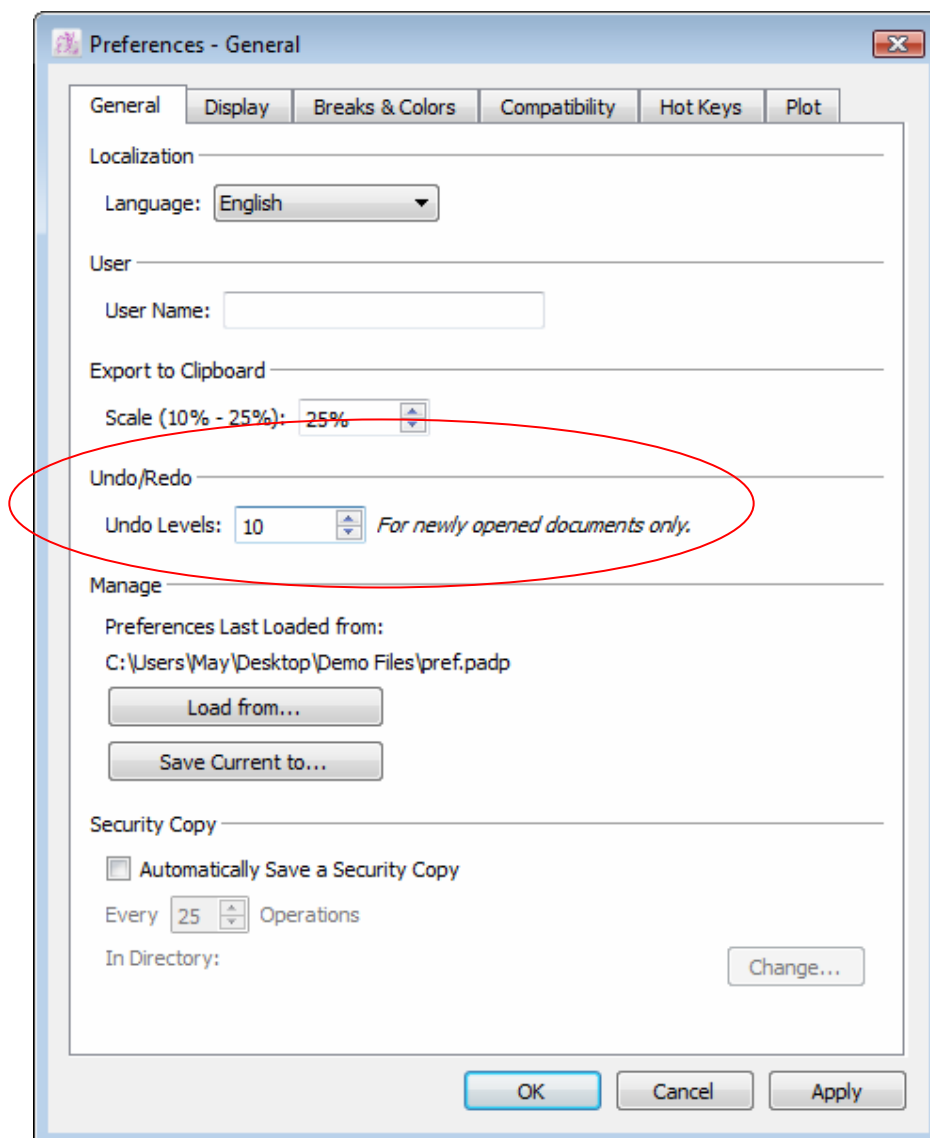 Preferences - General
General Display Breaks & Colors Compatibility Hot Keys Plot
Localization
Language: English
User
User Name:
Export to Clipboard
Scale (10% - 25%): 25%
Undo/Redo
Undo Levels: 10 For newly opened documents only.
Manage
Preferences Last Loaded from:
C:\Users\May\Desktop\Demo Files\pref.padp
Load from...
Save Current to...
Security Copy
Automatically Save a Security Copy
Every 25 Operations
In Directory:
Change...
OK Cancel Apply